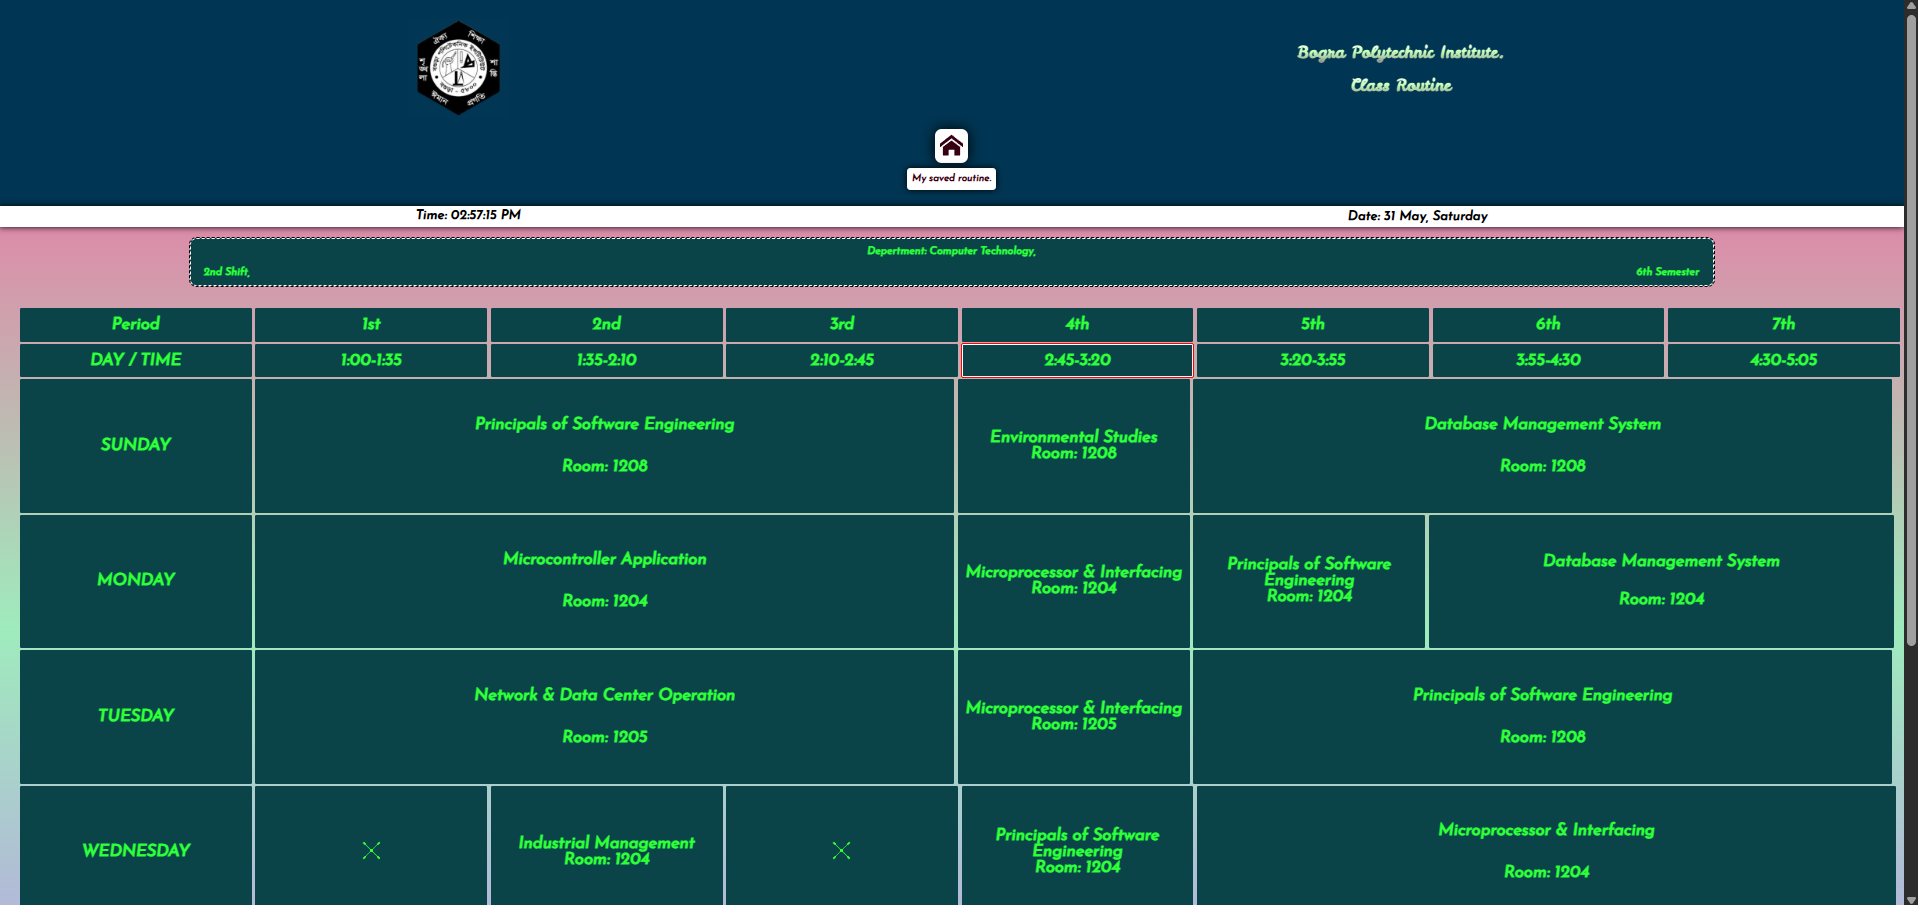 Bogra Polytechnic Institute.
Class Routine
My saved routine.
Time: 02:57:15 PM
Date: 31 May, Saturday
Depertment: Computer Technology,
2nd Shift,
6th Semester
Period
1st
2nd
3rd
4th
5th
6th
7th
DAY / TIME
1:00-1:35
1:35-2:10
2:10-2:45
2:45-3:20
3:20-3:55
3:55-4:30
4:30-5:05
SUNDAY
Principals of Software Engineering
Room: 1208
Environmental Studies
Room: 1208
Database Management System
Room: 1208
MONDAY
Microcontroller Application
Room: 1204
Microprocessor & Interfacing
Room: 1204
Principals of Software
Engineering
Room: 1204
Database Management System
Room: 1204
TUESDAY
Network & Data Center Operation
Room: 1205
Microprocessor & Interfacing
Room: 1205
Principals of Software Engineering
Room: 1208
WEDNESDAY
Industrial Management
Room: 1204
Principals of Software
Engineering
Room: 1204
Microprocessor & Interfacing
Room: 1204